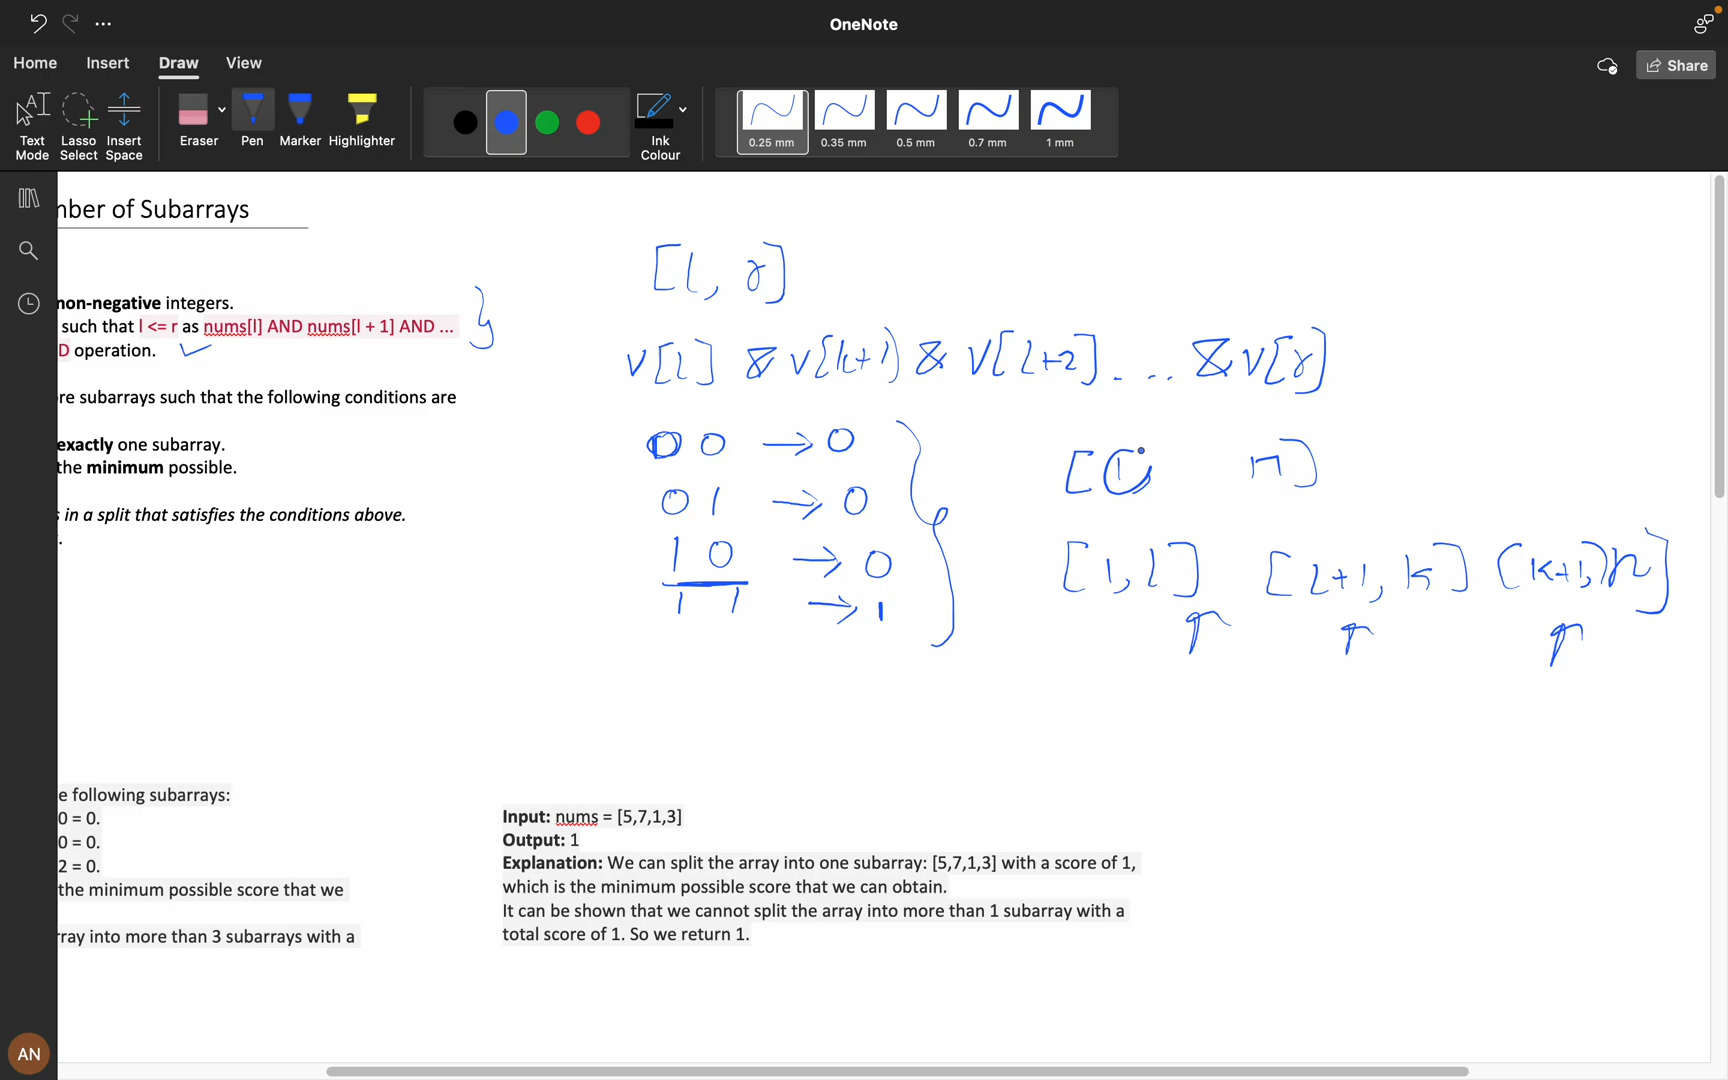 OneNote
Home Insert Draw View
Share
Text Mode
Lasso Select
Insert Space
Eraser
Pen
Marker
Highlighter
Ink Colour
0.25 mm
0.35 mm
0.5 mm
0.7 mm
1 mm
mber of Subarrays
non-negative integers.
such that l <= r as nums[l] AND nums[l + 1] AND ...
D operation.
re subarrays such that the following conditions are
exactly one subarray.
the minimum possible.
s in a split that satisfies the conditions above.
[l, r]
v[l] & v[l+1] & v[l+2] ... & v[r]
0 0 → 0
0 1 → 0
1 0 → 0
1 1 → 1
[1 n]
[1, l] [l+1, k] [k+1, n]
e following subarrays:
0 = 0.
0 = 0.
2 = 0.
the minimum possible score that we
rray into more than 3 subarrays with a
Input: nums = [5,7,1,3]
Output: 1
Explanation: We can split the array into one subarray: [5,7,1,3] with a score of 1,
which is the minimum possible score that we can obtain.
It can be shown that we cannot split the array into more than 1 subarray with a
total score of 1. So we return 1.
AN